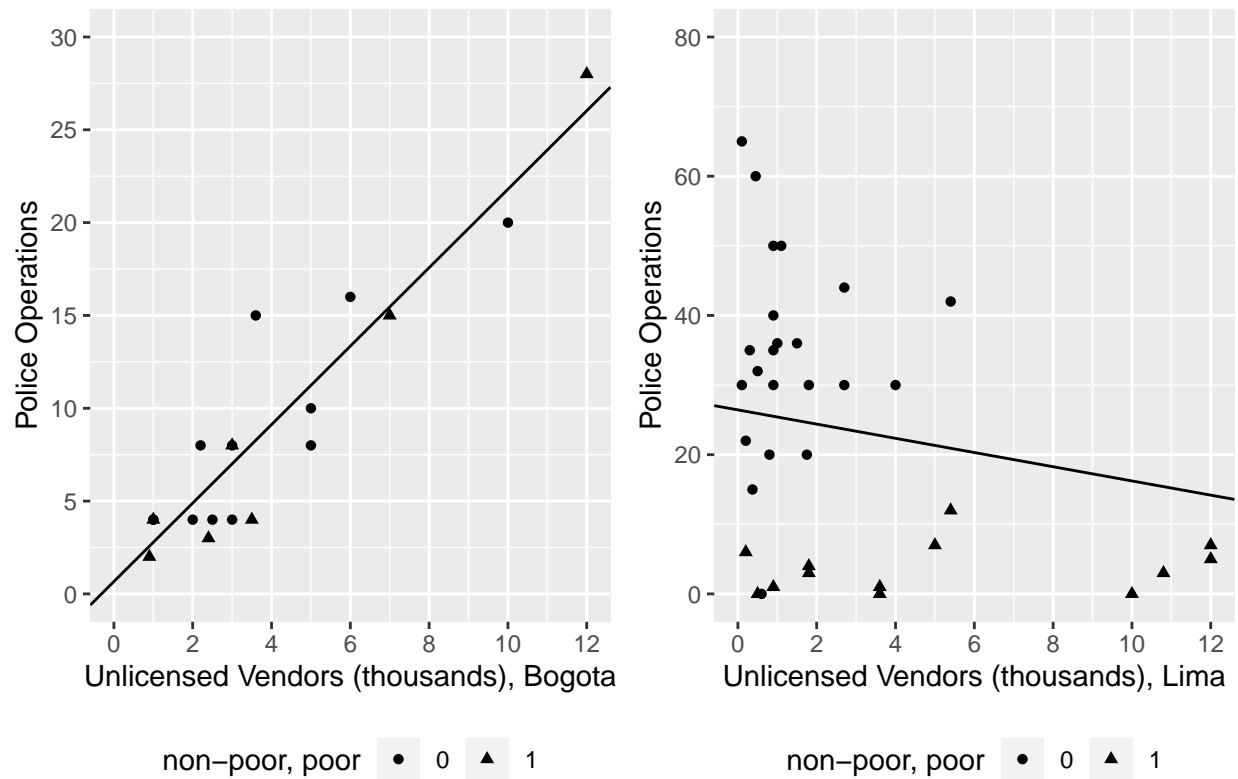 30
25
20
15
10
5
0
Police Operations
0 2 4 6 8 10 12
Unlicensed Vendors (thousands), Bogota
non−poor, poor 0 1
80
60
40
20
0
Police Operations
0 2 4 6 8 10 12
Unlicensed Vendors (thousands), Lima
non−poor, poor 0 1